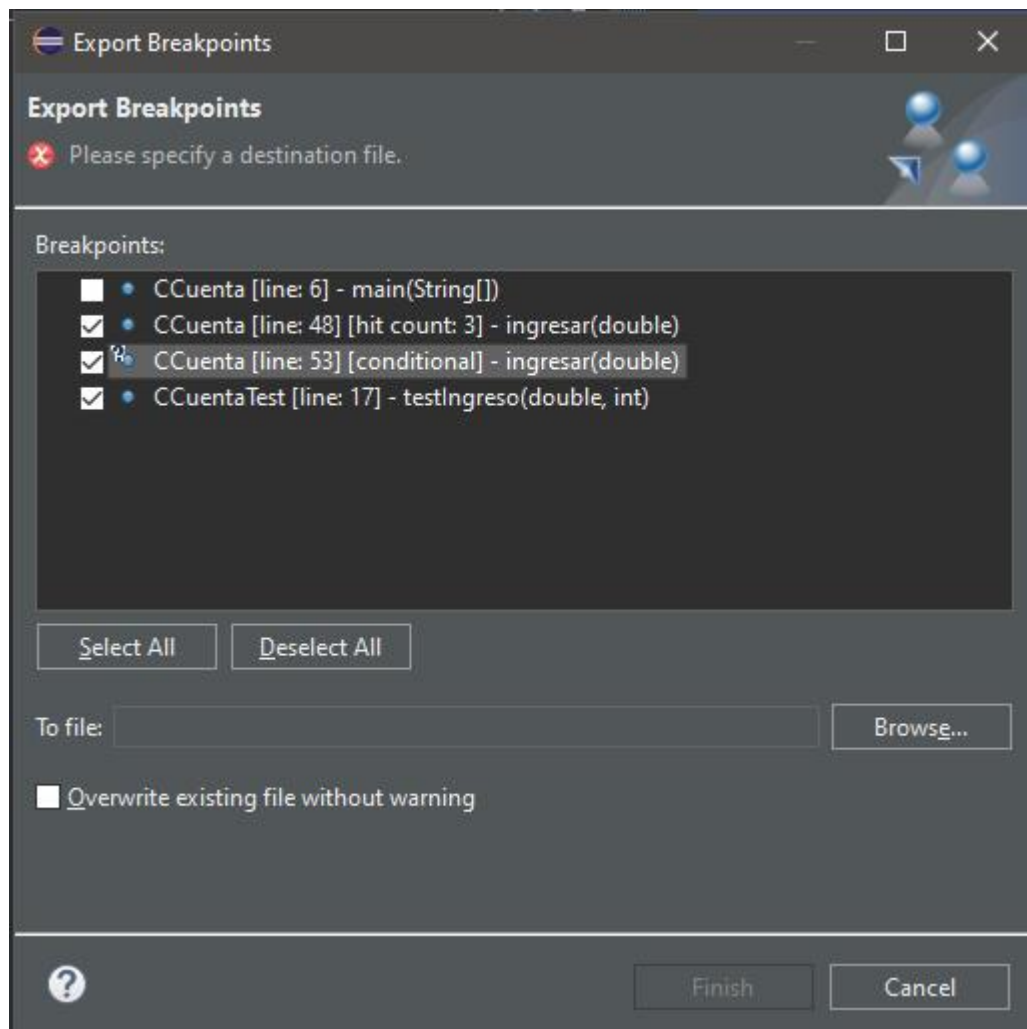 Export Breakpoints
Export Breakpoints
Please specify a destination file.
Breakpoints:
CCuenta [line: 6] - main(String[])
CCuenta [line: 48] [hit count: 3] - ingresar(double)
CCuenta [line: 53] [conditional] - ingresar(double)
CCuentaTest [line: 17] - testIngreso(double, int)
Select All Deselect All
To file: Browse...
Overwrite existing file without warning
Finish Cancel